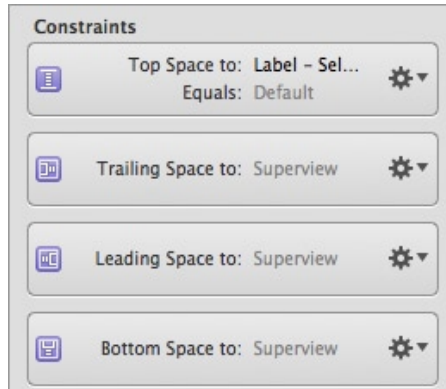 Constraints
Top Space to: Label – Sel...
Equals: Default
Trailing Space to: Superview
Leading Space to: Superview
Bottom Space to: Superview